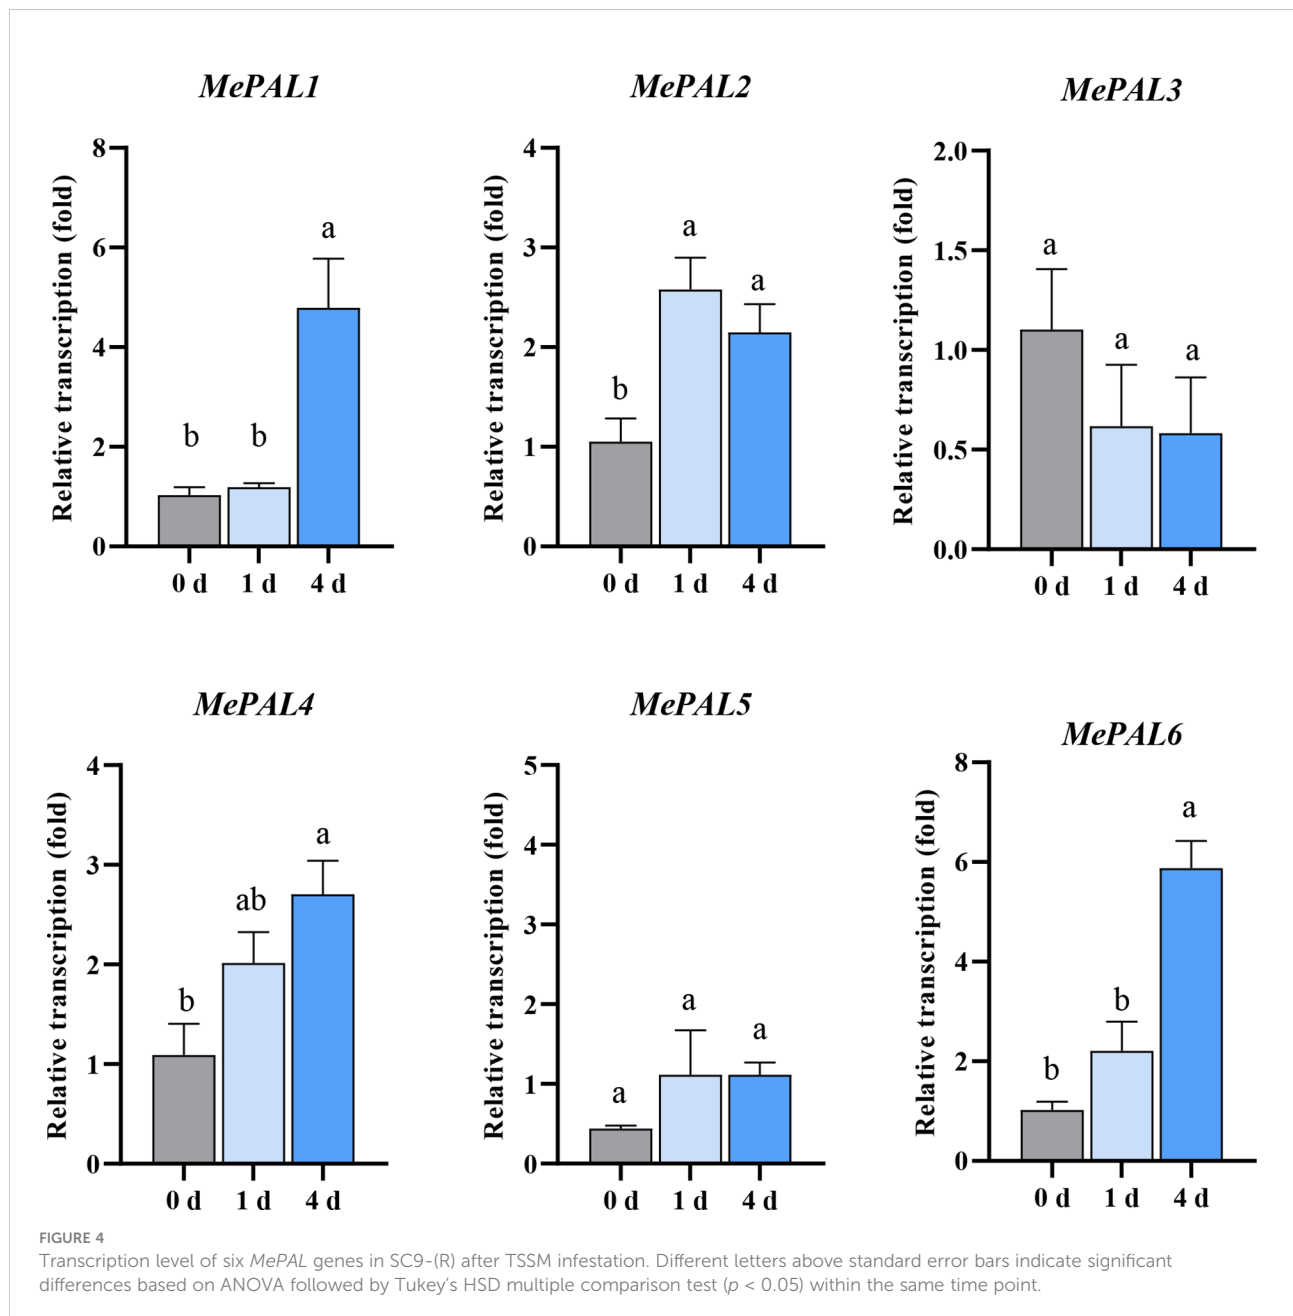 MePAL1
MePAL2
MePAL3
Relative transcription (fold)
8
6
4
2
0
b
b
a
0 d
1 d
4 d
Relative transcription (fold)
4
3
2
1
0
b
a
a
0 d
1 d
4 d
Relative transcription (fold)
2.0
1.5
1.0
0.5
0.0
a
a
a
0 d
1 d
4 d
MePAL4
MePAL5
MePAL6
Relative transcription (fold)
4
3
2
1
0
b
ab
a
0 d
1 d
4 d
Relative transcription (fold)
5
4
3
2
1
0
a
a
a
0 d
1 d
4 d
Relative transcription (fold)
8
6
4
2
0
b
b
a
0 d
1 d
4 d
FIGURE 4
Transcription level of six MePAL genes in SC9-(R) after TSSM infestation. Different letters above standard error bars indicate significant
differences based on ANOVA followed by Tukey's HSD multiple comparison test (p < 0.05) within the same time point.